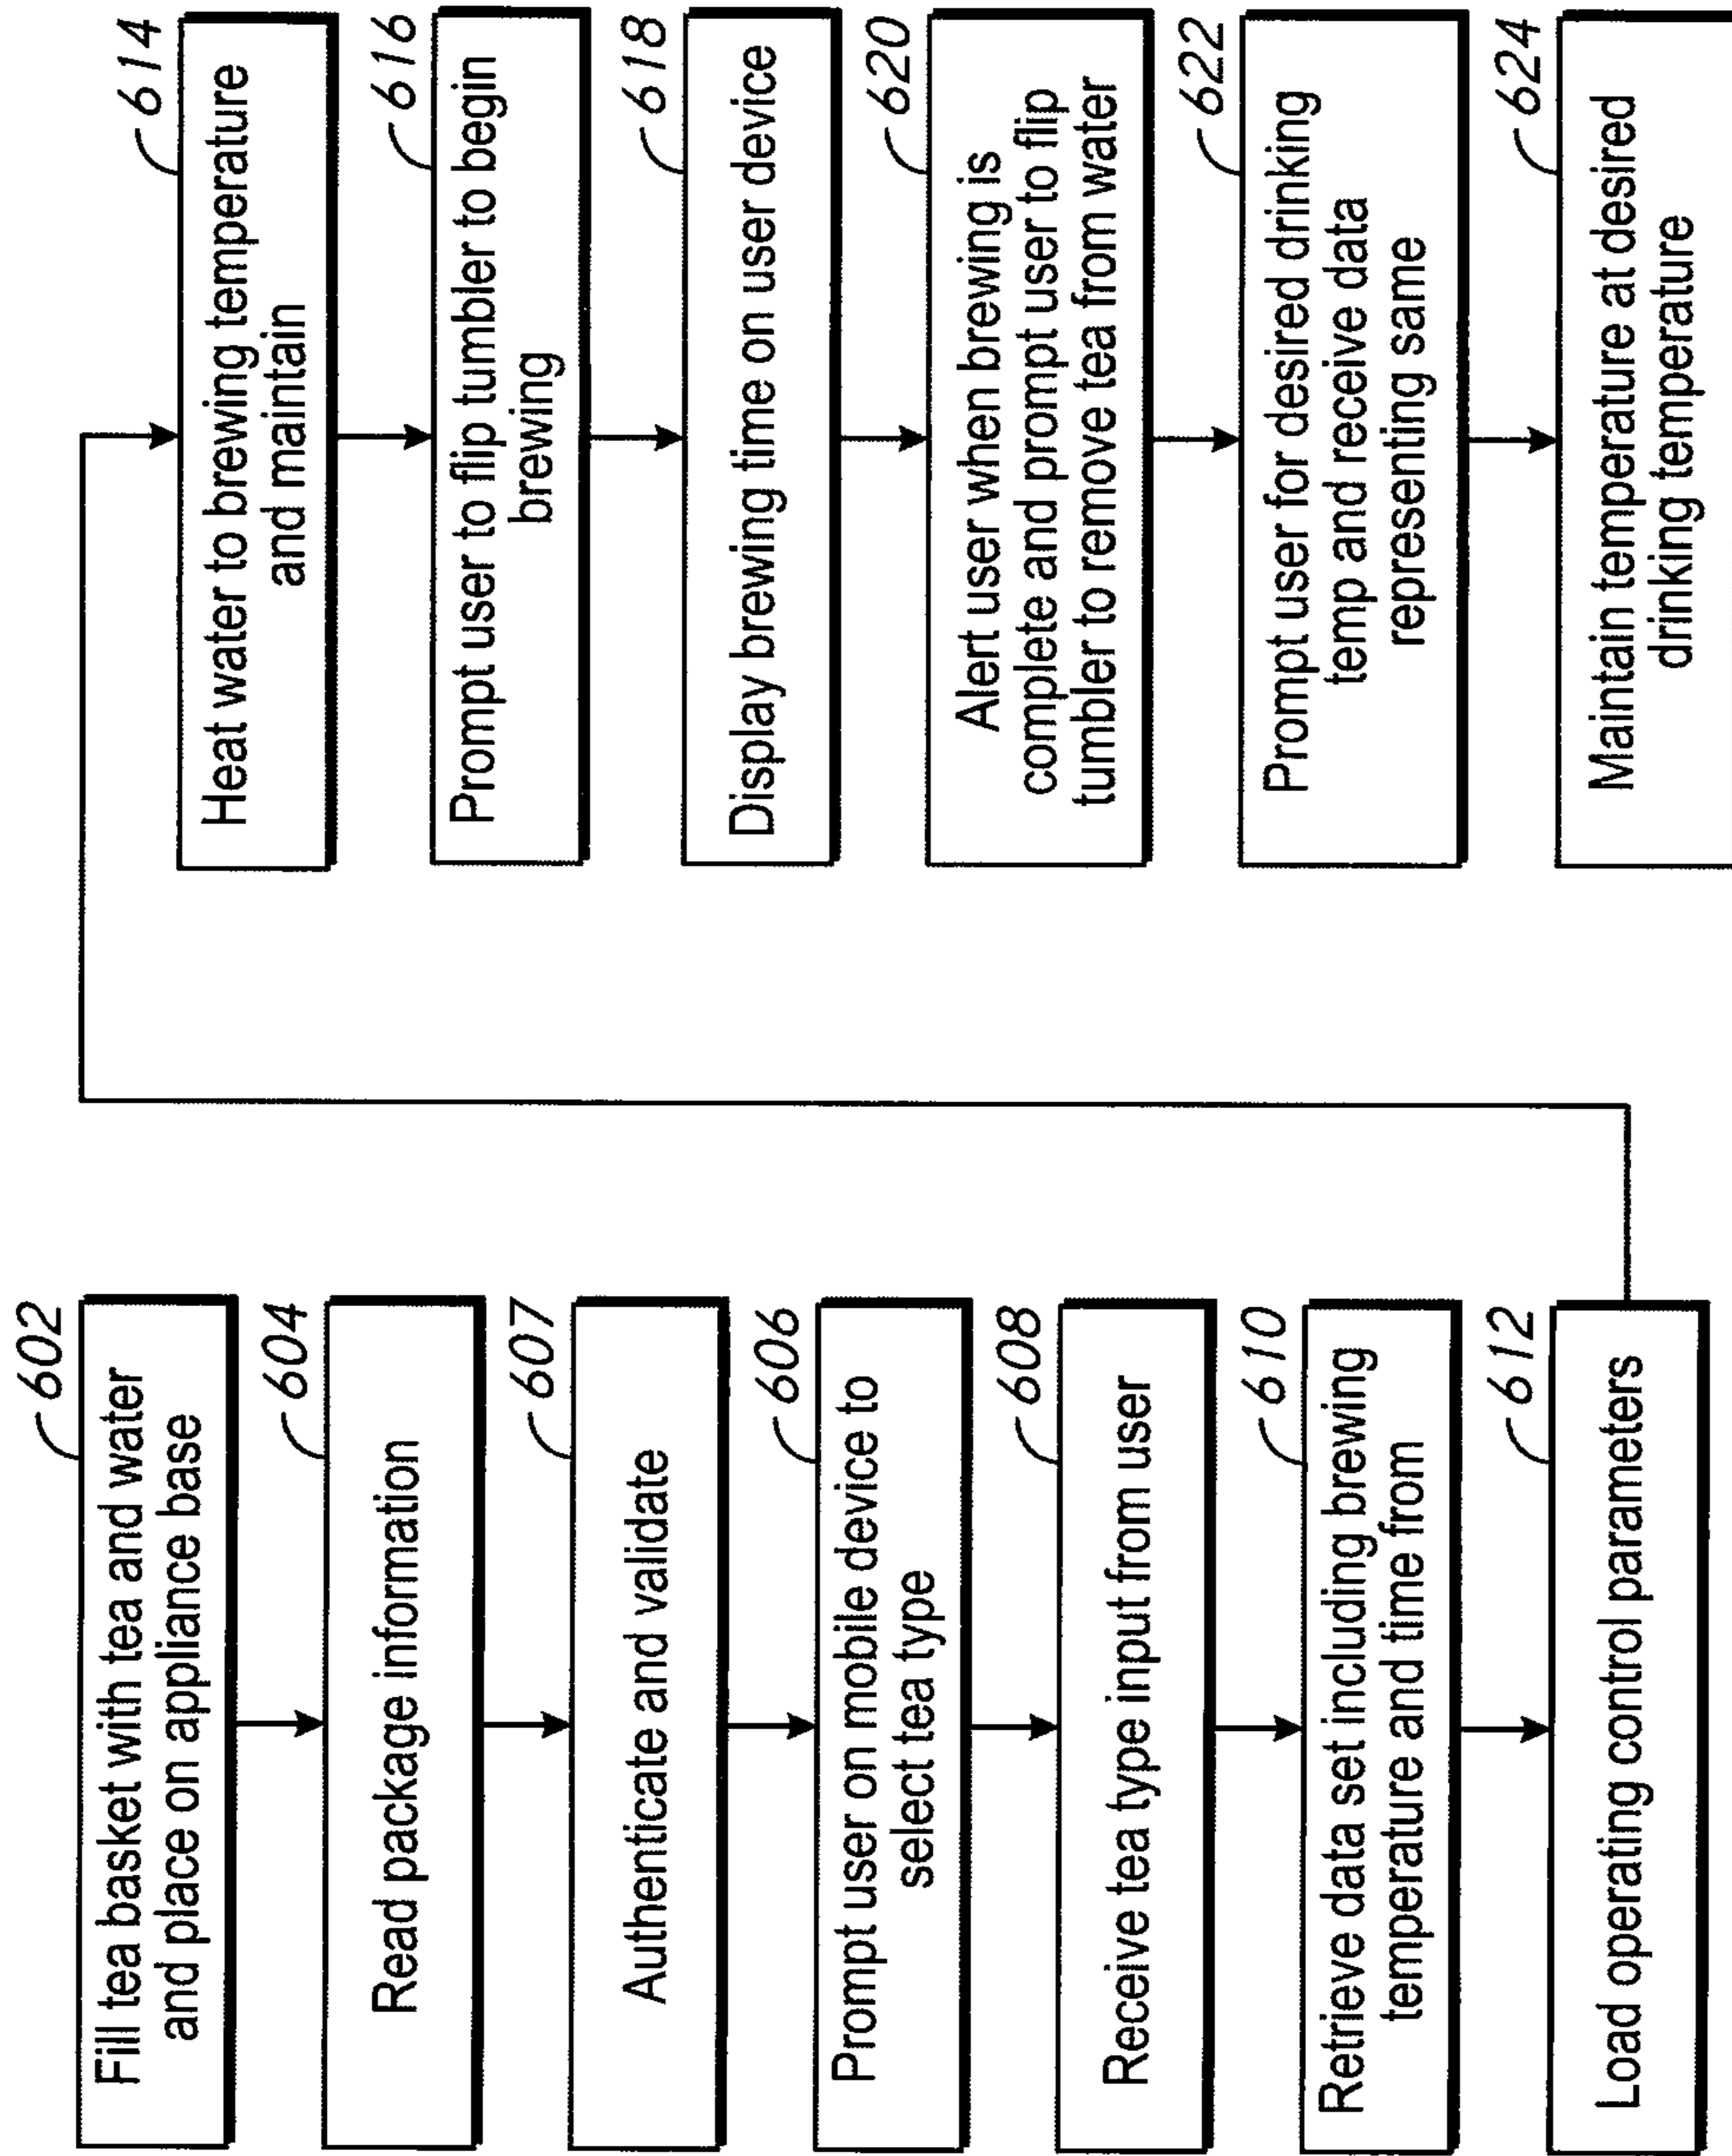 602
Fill tea basket with tea and water
and place on appliance base
604
Read package information
607
Authenticate and validate
606
Prompt user on mobile device to
select tea type
608
Receive tea type input from user
610
Retrieve data set including brewing
temperature and time from
612
Load operating control parameters
614
Heat water to brewing temperature
and maintain
616
Prompt user to flip tumbler to begin
brewing
618
Display brewing time on user device
620
Alert user when brewing is
complete and prompt user to flip
tumbler to remove tea from water
622
Prompt user for desired drinking
temp and receive data
representing same
624
Maintain temperature at desired
drinking temperature